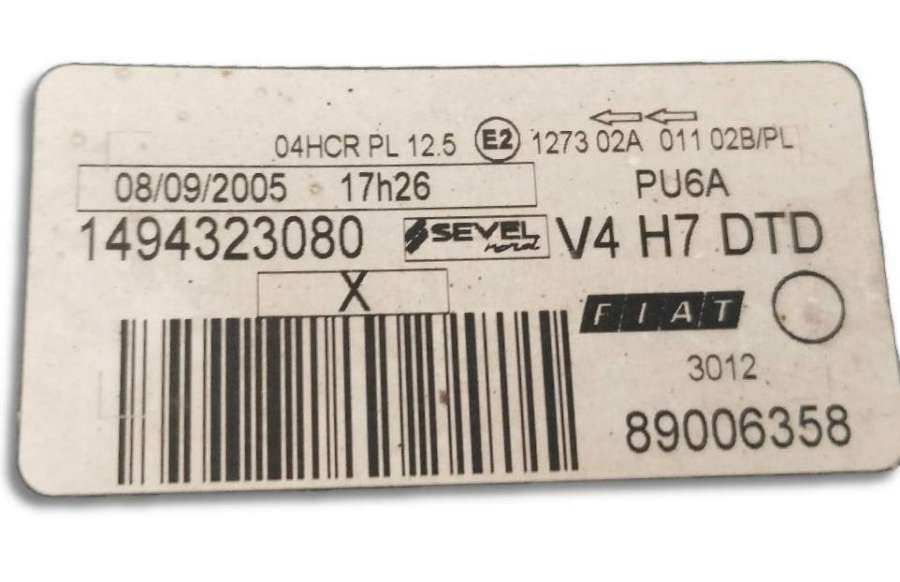 04HCR PL 12.5 E2 1273 02A 011 02B/PL
08/09/2005 17h26 PU6A
1494323080 SEVEL nord V4 H7 DTD
X
FIAT
3012
89006358